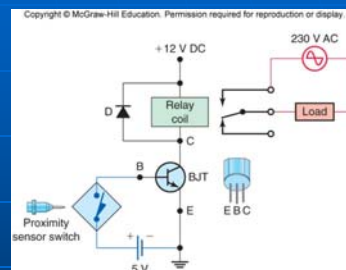 Copyright © McGraw-Hill Education. Permission required for reproduction or display.
230 V AC
+12 V DC
D
Relay
coil
Load
C
B
BJT
E
E B C
Proximity
sensor switch
+ −
5 V